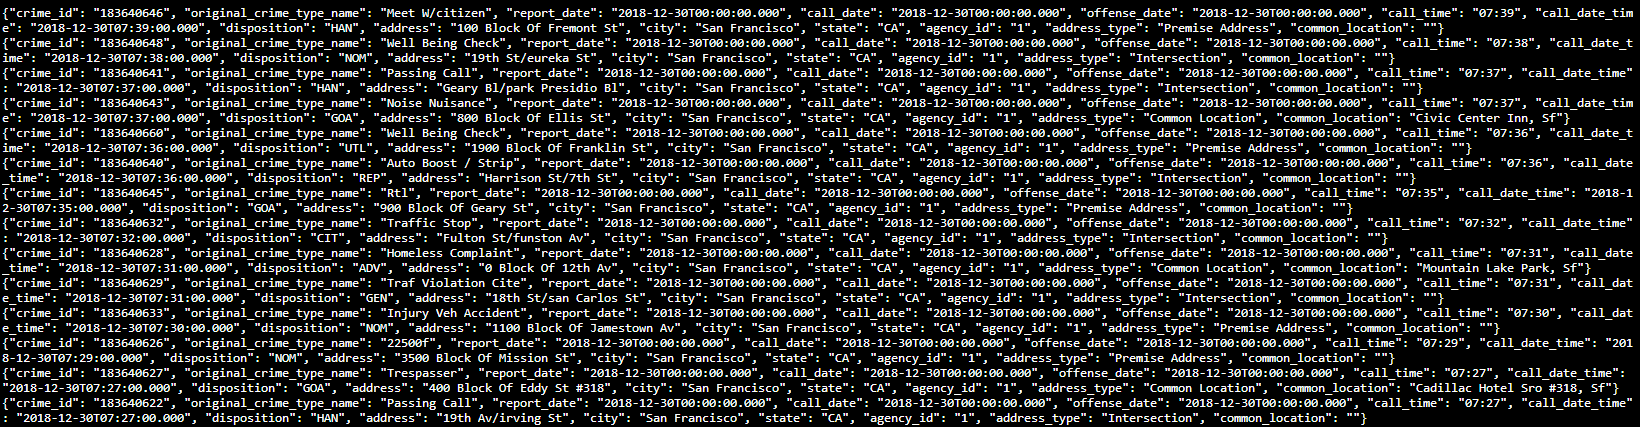 {"crime_id": "183640646", "original_crime_type_name": "Meet W/citizen", "report_date": "2018-12-30T00:00:00.000", "call_date": "2018-12-30T00:00:00.000", "offense_date": "2018-12-30T00:00:00.000", "call_time": "07:39", "call_date_tim
e": "2018-12-30T07:39:00.000", "disposition": "HAN", "address": "100 Block Of Fremont St", "city": "San Francisco", "state": "CA", "agency_id": "1", "address_type": "Premise Address", "common_location": ""}
{"crime_id": "183640648", "original_crime_type_name": "Well Being Check", "report_date": "2018-12-30T00:00:00.000", "call_date": "2018-12-30T00:00:00.000", "offense_date": "2018-12-30T00:00:00.000", "call_time": "07:38", "call_date_t
ime": "2018-12-30T07:38:00.000", "disposition": "NOM", "address": "19th St/eureka St", "city": "San Francisco", "state": "CA", "agency_id": "1", "address_type": "Intersection", "common_location": ""}
{"crime_id": "183640641", "original_crime_type_name": "Passing Call", "report_date": "2018-12-30T00:00:00.000", "call_date": "2018-12-30T00:00:00.000", "offense_date": "2018-12-30T00:00:00.000", "call_time": "07:37", "call_date_time"
: "2018-12-30T07:37:00.000", "disposition": "HAN", "address": "Geary Bl/park Presidio Bl", "city": "San Francisco", "state": "CA", "agency_id": "1", "address_type": "Intersection", "common_location": ""}
{"crime_id": "183640643", "original_crime_type_name": "Noise Nuisance", "report_date": "2018-12-30T00:00:00.000", "call_date": "2018-12-30T00:00:00.000", "offense_date": "2018-12-30T00:00:00.000", "call_time": "07:37", "call_date_tim
e": "2018-12-30T07:37:00.000", "disposition": "GOA", "address": "800 Block Of Ellis St", "city": "San Francisco", "state": "CA", "agency_id": "1", "address_type": "Common Location", "common_location": "Civic Center Inn, Sf"}
{"crime_id": "183640660", "original_crime_type_name": "Well Being Check", "report_date": "2018-12-30T00:00:00.000", "call_date": "2018-12-30T00:00:00.000", "offense_date": "2018-12-30T00:00:00.000", "call_time": "07:36", "call_date_t
ime": "2018-12-30T07:36:00.000", "disposition": "UTL", "address": "1900 Block Of Franklin St", "city": "San Francisco", "state": "CA", "agency_id": "1", "address_type": "Premise Address", "common_location": ""}
{"crime_id": "183640640", "original_crime_type_name": "Auto Boost / Strip", "report_date": "2018-12-30T00:00:00.000", "call_date": "2018-12-30T00:00:00.000", "offense_date": "2018-12-30T00:00:00.000", "call_time": "07:36", "call_date
_time": "2018-12-30T07:36:00.000", "disposition": "REP", "address": "Harrison St/7th St", "city": "San Francisco", "state": "CA", "agency_id": "1", "address_type": "Intersection", "common_location": ""}
{"crime_id": "183640645", "original_crime_type_name": "Rtl", "report_date": "2018-12-30T00:00:00.000", "call_date": "2018-12-30T00:00:00.000", "offense_date": "2018-12-30T00:00:00.000", "call_time": "07:35", "call_date_time": "2018-1
2-30T07:35:00.000", "disposition": "GOA", "address": "900 Block Of Geary St", "city": "San Francisco", "state": "CA", "agency_id": "1", "address_type": "Premise Address", "common_location": ""}
{"crime_id": "183640632", "original_crime_type_name": "Traffic Stop", "report_date": "2018-12-30T00:00:00.000", "call_date": "2018-12-30T00:00:00.000", "offense_date": "2018-12-30T00:00:00.000", "call_time": "07:32", "call_date_time"
: "2018-12-30T07:32:00.000", "disposition": "CIT", "address": "Fulton St/funston Av", "city": "San Francisco", "state": "CA", "agency_id": "1", "address_type": "Intersection", "common_location": ""}
{"crime_id": "183640628", "original_crime_type_name": "Homeless Complaint", "report_date": "2018-12-30T00:00:00.000", "call_date": "2018-12-30T00:00:00.000", "offense_date": "2018-12-30T00:00:00.000", "call_time": "07:31", "call_date
_time": "2018-12-30T07:31:00.000", "disposition": "ADV", "address": "0 Block Of 12th Av", "city": "San Francisco", "state": "CA", "agency_id": "1", "address_type": "Common Location", "common_location": "Mountain Lake Park, Sf"}
{"crime_id": "183640629", "original_crime_type_name": "Traf Violation Cite", "report_date": "2018-12-30T00:00:00.000", "call_date": "2018-12-30T00:00:00.000", "offense_date": "2018-12-30T00:00:00.000", "call_time": "07:31", "call_dat
e_time": "2018-12-30T07:31:00.000", "disposition": "GEN", "address": "18th St/san Carlos St", "city": "San Francisco", "state": "CA", "agency_id": "1", "address_type": "Intersection", "common_location": ""}
{"crime_id": "183640633", "original_crime_type_name": "Injury Veh Accident", "report_date": "2018-12-30T00:00:00.000", "call_date": "2018-12-30T00:00:00.000", "offense_date": "2018-12-30T00:00:00.000", "call_time": "07:30", "call_dat
e_time": "2018-12-30T07:30:00.000", "disposition": "NOM", "address": "1100 Block Of Jamestown Av", "city": "San Francisco", "state": "CA", "agency_id": "1", "address_type": "Premise Address", "common_location": ""}
{"crime_id": "183640626", "original_crime_type_name": "22500f", "report_date": "2018-12-30T00:00:00.000", "call_date": "2018-12-30T00:00:00.000", "offense_date": "2018-12-30T00:00:00.000", "call_time": "07:29", "call_date_time": "201
8-12-30T07:29:00.000", "disposition": "NOM", "address": "3500 Block Of Mission St", "city": "San Francisco", "state": "CA", "agency_id": "1", "address_type": "Premise Address", "common_location": ""}
{"crime_id": "183640627", "original_crime_type_name": "Trespasser", "report_date": "2018-12-30T00:00:00.000", "call_date": "2018-12-30T00:00:00.000", "offense_date": "2018-12-30T00:00:00.000", "call_time": "07:27", "call_date_time": 
"2018-12-30T07:27:00.000", "disposition": "GOA", "address": "400 Block Of Eddy St #318", "city": "San Francisco", "state": "CA", "agency_id": "1", "address_type": "Common Location", "common_location": "Cadillac Hotel Sro #318, Sf"}
{"crime_id": "183640622", "original_crime_type_name": "Passing Call", "report_date": "2018-12-30T00:00:00.000", "call_date": "2018-12-30T00:00:00.000", "offense_date": "2018-12-30T00:00:00.000", "call_time": "07:27", "call_date_time"
: "2018-12-30T07:27:00.000", "disposition": "HAN", "address": "19th Av/irving St", "city": "San Francisco", "state": "CA", "agency_id": "1", "address_type": "Intersection", "common_location": ""}